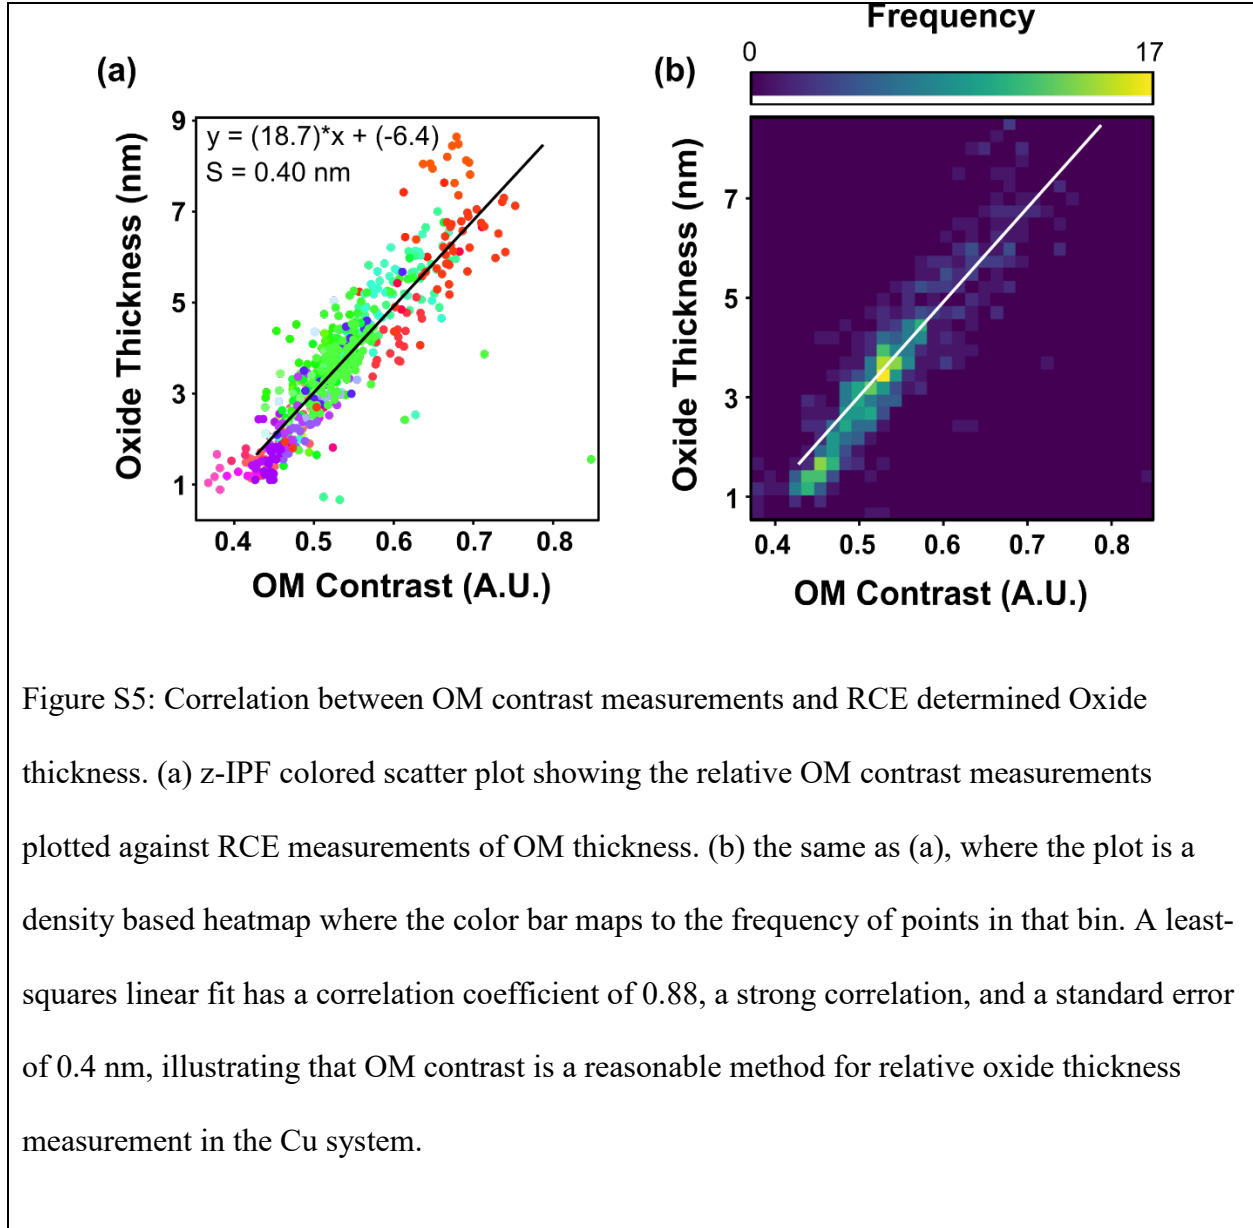 (a)
y = (18.7)*x + (-6.4)
S = 0.40 nm
Oxide Thickness (nm)
9
7
5
3
1
0.4 0.5 0.6 0.7 0.8
OM Contrast (A.U.)
(b)
Frequency
0 17
Oxide Thickness (nm)
7
5
3
1
0.4 0.5 0.6 0.7 0.8
OM Contrast (A.U.)
Figure S5: Correlation between OM contrast measurements and RCE determined Oxide
thickness. (a) z-IPF colored scatter plot showing the relative OM contrast measurements
plotted against RCE measurements of OM thickness. (b) the same as (a), where the plot is a
density based heatmap where the color bar maps to the frequency of points in that bin. A least-
squares linear fit has a correlation coefficient of 0.88, a strong correlation, and a standard error
of 0.4 nm, illustrating that OM contrast is a reasonable method for relative oxide thickness
measurement in the Cu system.